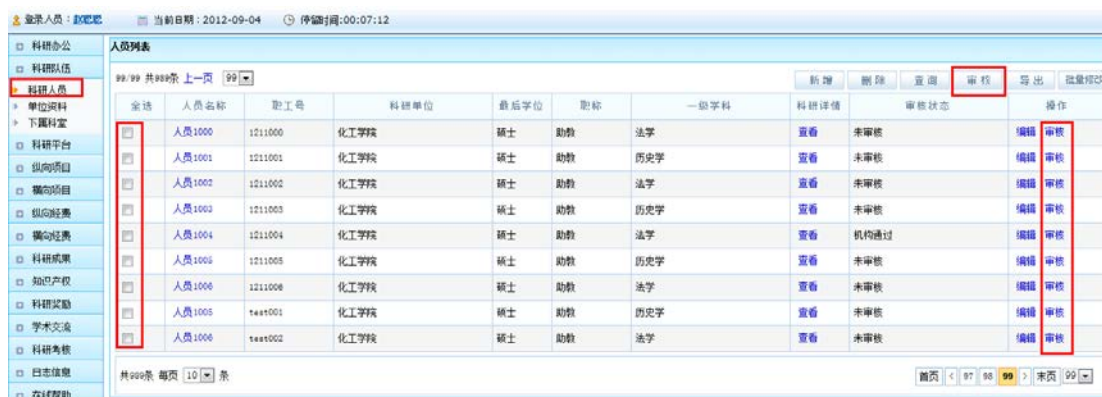 登录人员： 当前日期：2012-09-04 停留时间:00:07:12
科研办公
科研队伍
科研人员
单位资料
下属科室
科研平台
纵向项目
横向项目
纵向经费
横向经费
科研成果
知识产权
科研奖励
学术交流
科研考核
日志信息
在线帮助
人员列表
99/99 共989条 上一页 99 新增 删除 查询 审核 导出 批量修改
全选 人员名称 职工号 科研单位 最后学位 职称 一级学科 科研详情 审核状态 操作
人员1000 1211000 化工学院 硕士 助教 法学 查看 未审核 编辑 审核
人员1001 1211001 化工学院 硕士 助教 历史学 查看 未审核 编辑 审核
人员1002 1211002 化工学院 硕士 助教 法学 查看 未审核 编辑 审核
人员1003 1211003 化工学院 硕士 助教 历史学 查看 未审核 编辑 审核
人员1004 1211004 化工学院 硕士 助教 法学 查看 机构通过 编辑 审核
人员1005 1211005 化工学院 硕士 助教 历史学 查看 未审核 编辑 审核
人员1006 1211006 化工学院 硕士 助教 法学 查看 未审核 编辑 审核
人员1005 test001 化工学院 硕士 助教 历史学 查看 未审核 编辑 审核
人员1006 test002 化工学院 硕士 助教 法学 查看 未审核 编辑 审核
共989条 每页 10 条 首页 < 97 98 99 > 末页 99